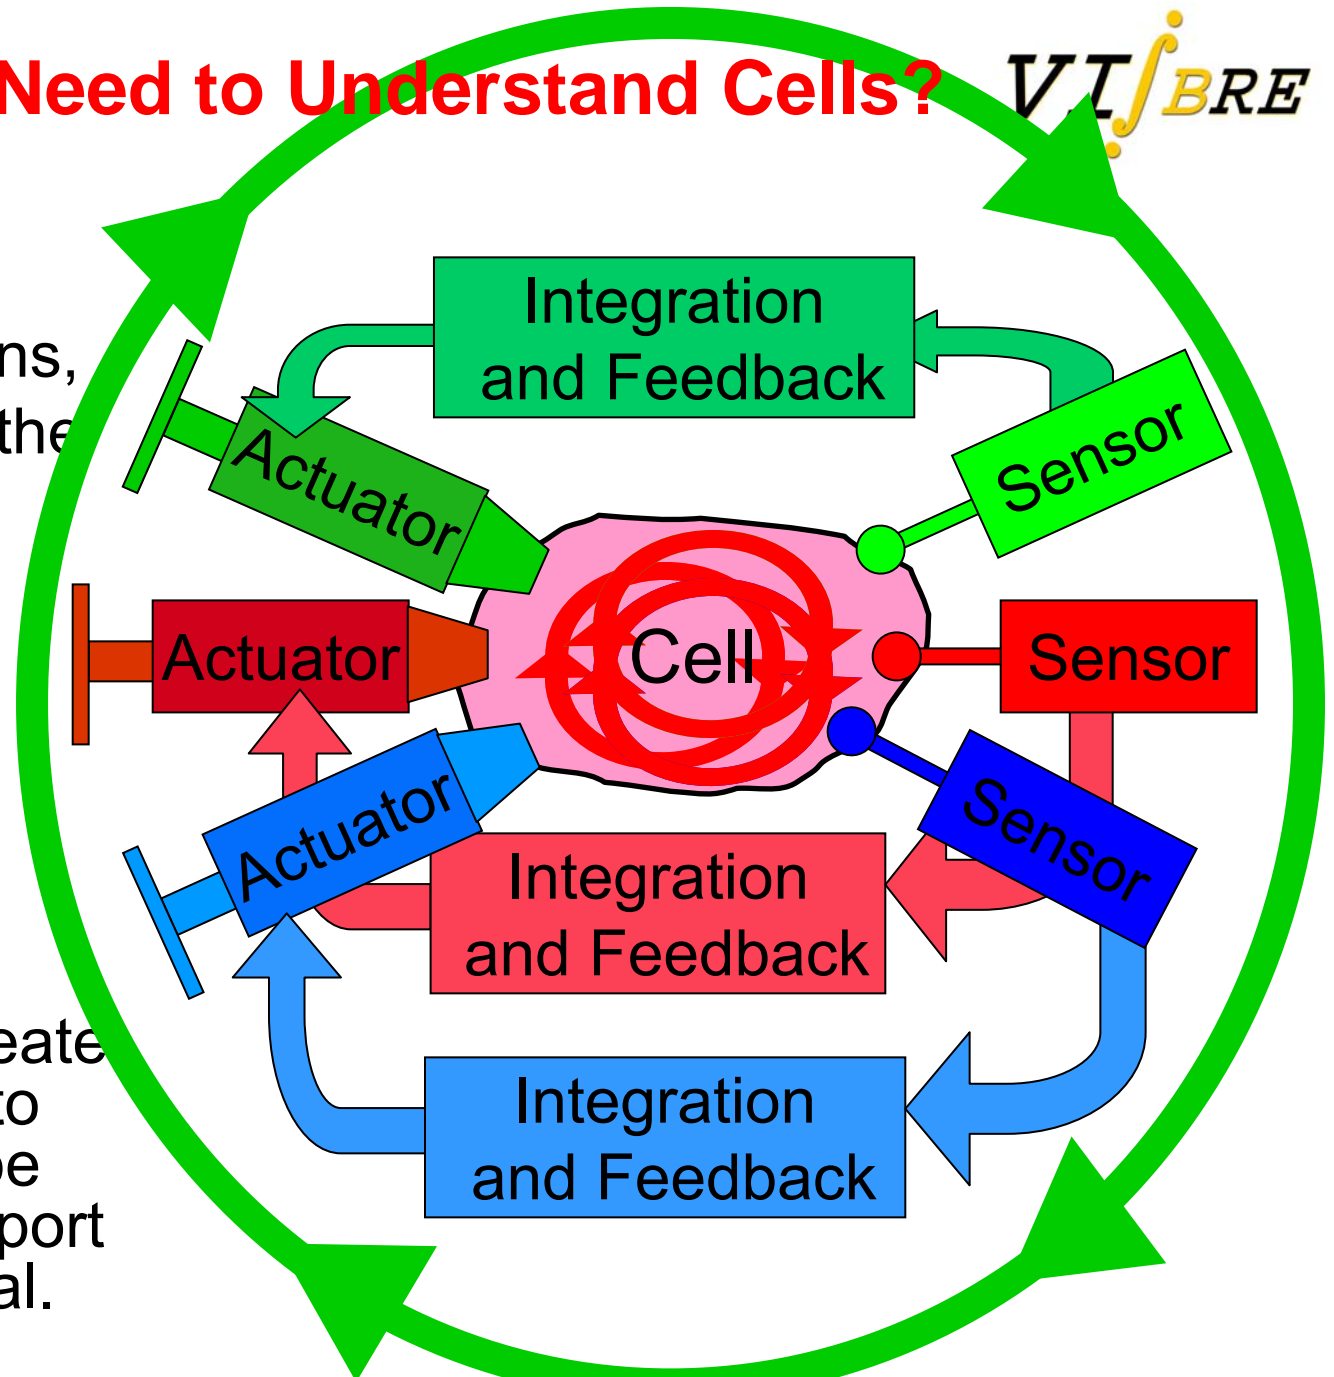 Need to Understand Cells?
VI∫BRE
Integration
and Feedback
ns,
the
Actuator
Sensor
Actuator
Cell
Sensor
Actuator
Sensor
Integration
and Feedback
eate
to
be
port
al.
Integration
and Feedback